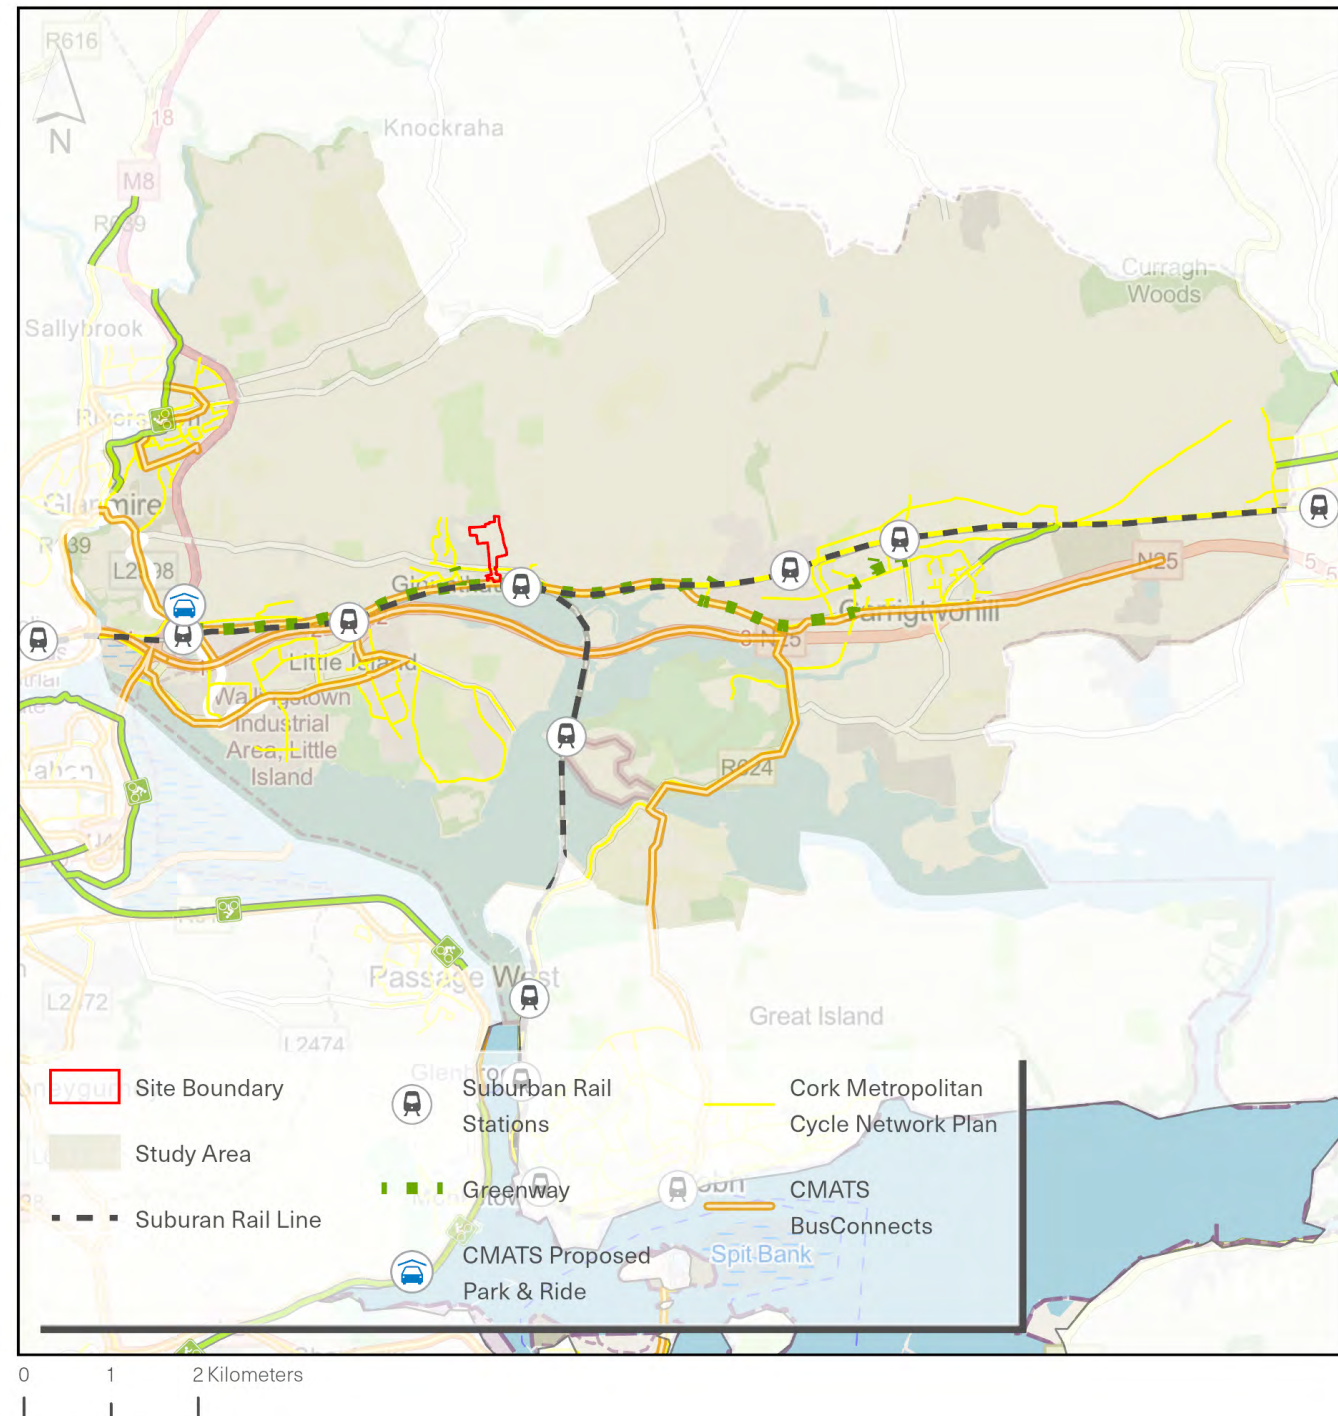 R616
N
18
Knockraha
M8
R639
Curragh
Woods
Sallybrook
Glanmire
N25
Carrigtwohill
Little Island
Wallingstown
Industrial
Area, Little
Island
R624
Passage West
L2472
L2474
Great Island
Site Boundary
Study Area
Suburan Rail Line
Suburban Rail
Stations
Greenway
CMATS Proposed
Park & Ride
Cork Metropolitan
Cycle Network Plan
CMATS
BusConnects
Spit Bank
0 1 2 Kilometers